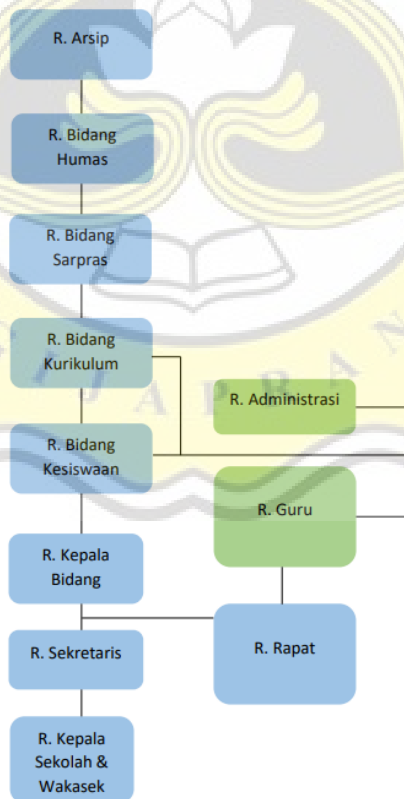 R. Arsip
R. Bidang
Humas
R. Bidang
Sarpras
R. Bidang
Kurikulum
R. Administrasi
R. Bidang
Kesiswaan
R. Guru
R. Kepala
Bidang
R. Sekretaris
R. Rapat
R. Kepala
Sekolah &
Wakasek
I J A P R A N